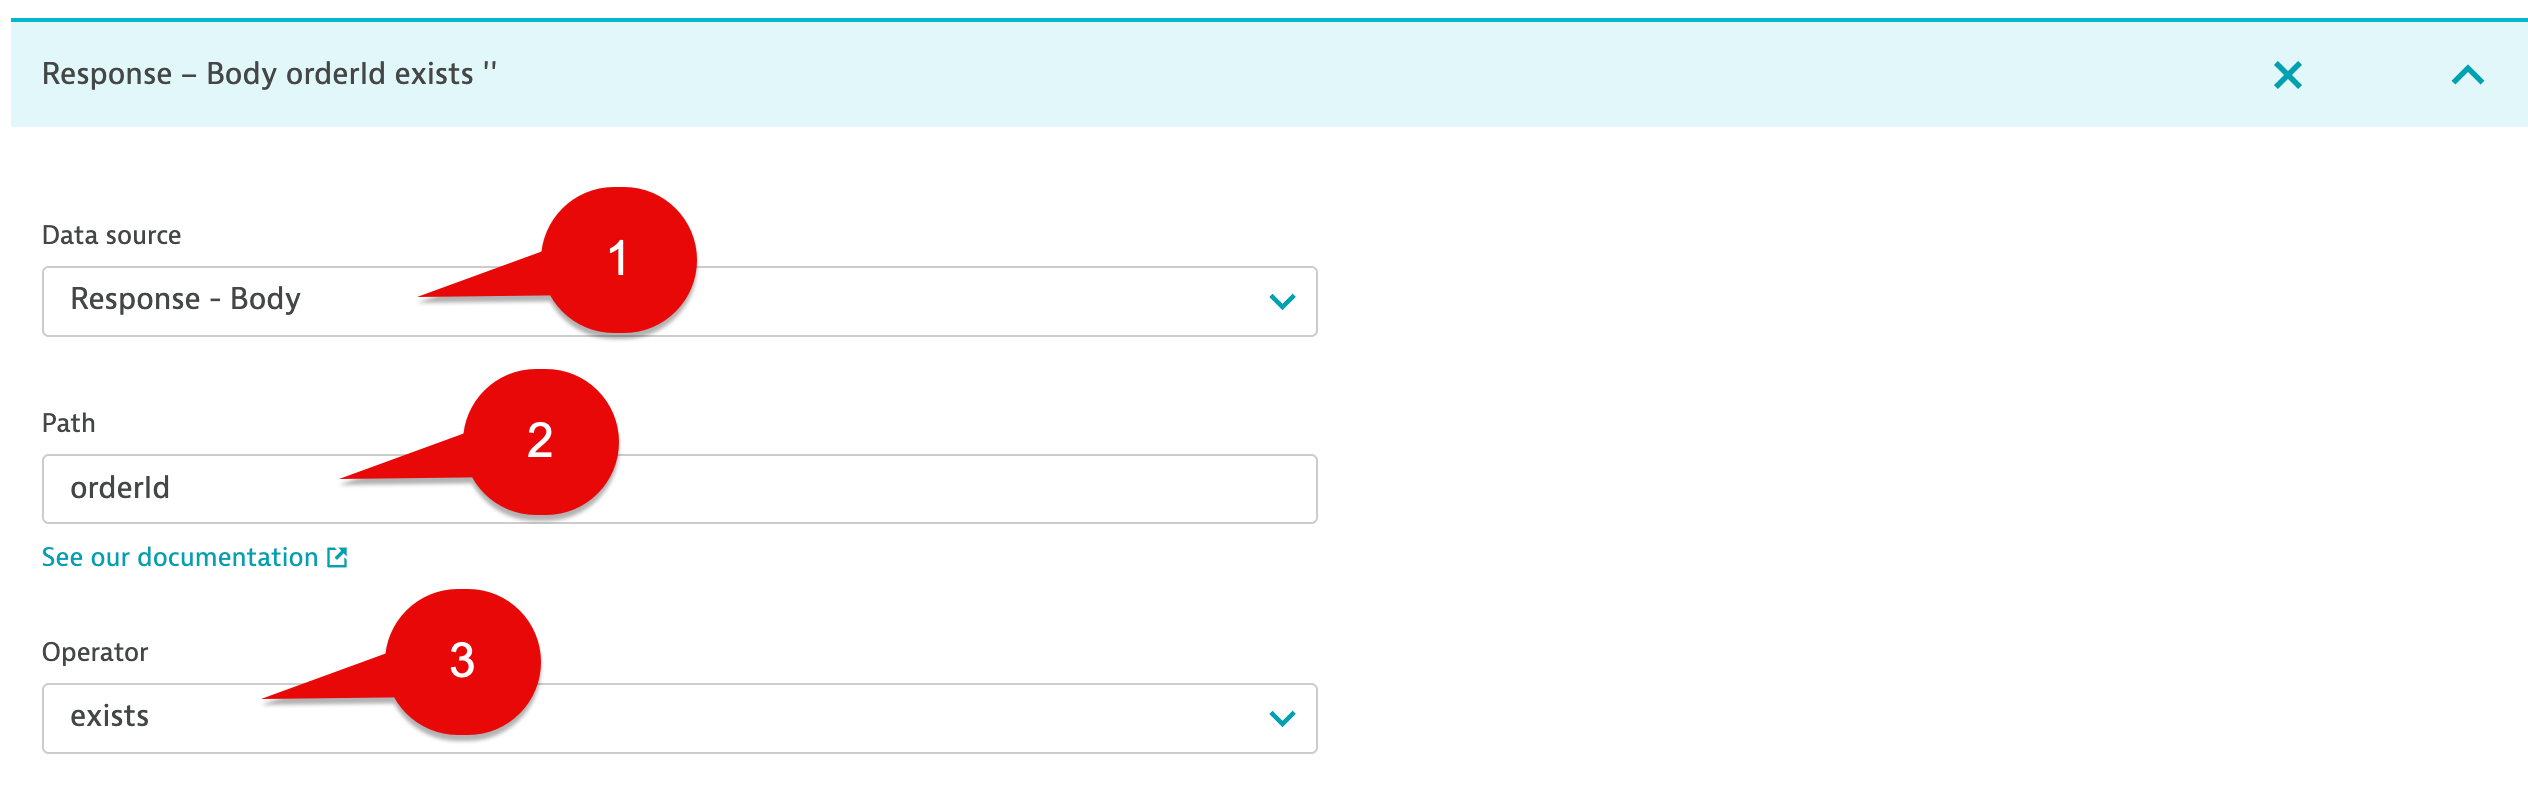 Response – Body orderId exists ''
Data source
1
Response - Body
Path
2
orderId
See our documentation
Operator
3
exists